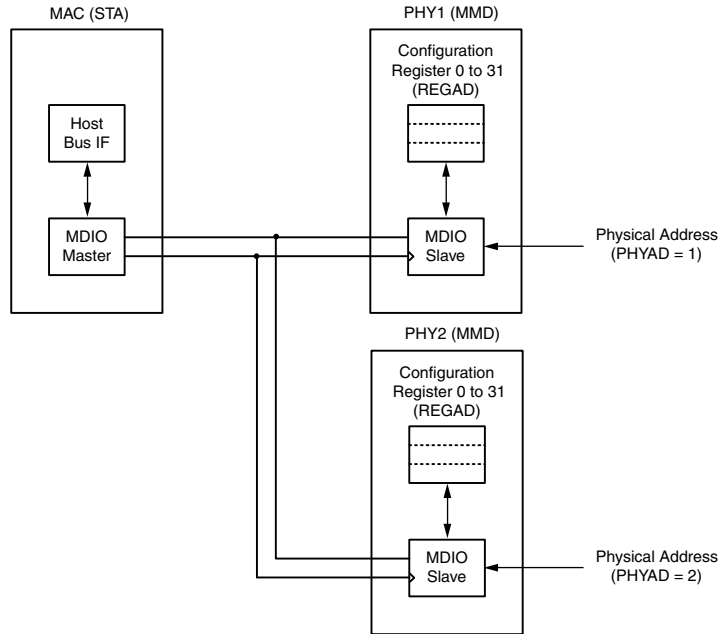 MAC (STA)
Host
Bus IF
MDIO
Master
PHY1 (MMD)
Configuration
Register 0 to 31
(REGAD)
MDIO
Slave
Physical Address
(PHYAD = 1)
PHY2 (MMD)
Configuration
Register 0 to 31
(REGAD)
MDIO
Slave
Physical Address
(PHYAD = 2)